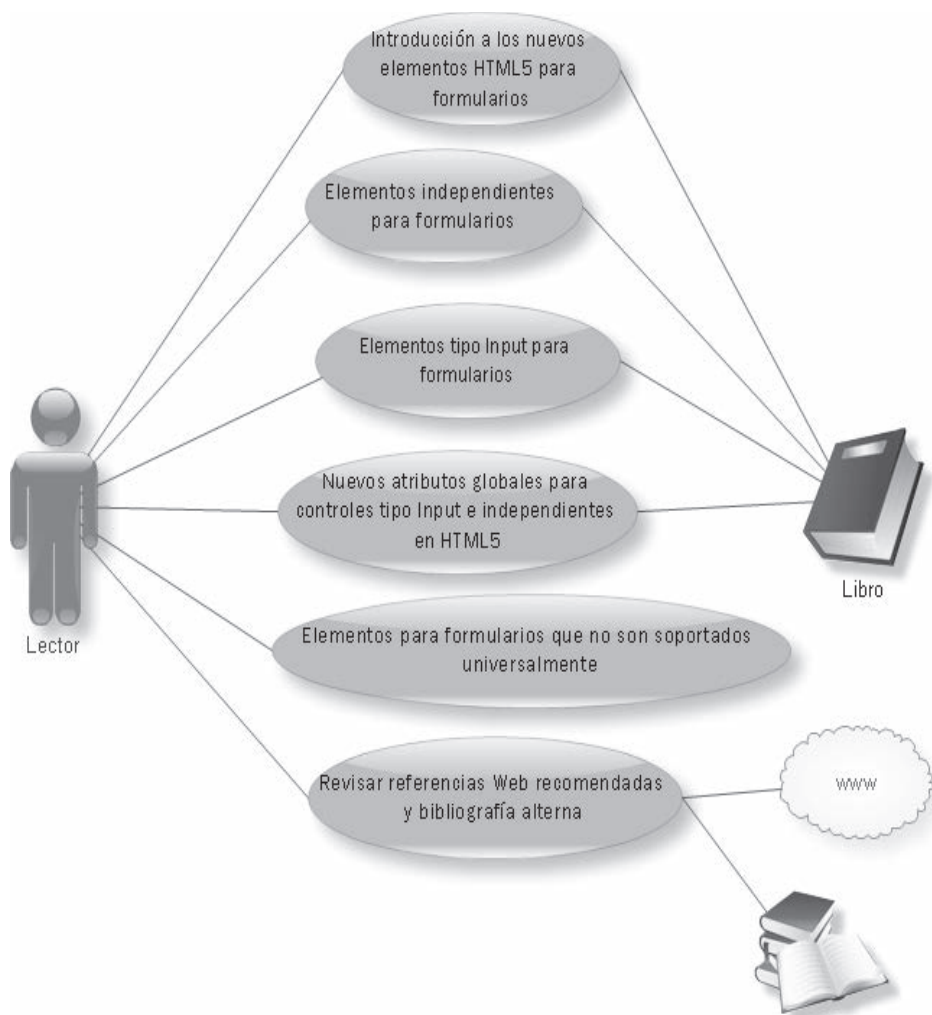 Introducción a los nuevos
elementos HTML5 para
formularios
Elementos independientes
para formularios
Elementos tipo Input para
formularios
Nuevos atributos globales para
controles tipo Input e independientes
en HTML5
Libro
Lector
Elementos para formularios que no son soportados
universalmente
Revisar referencias Web recomendadas
y bibliografía alterna
www